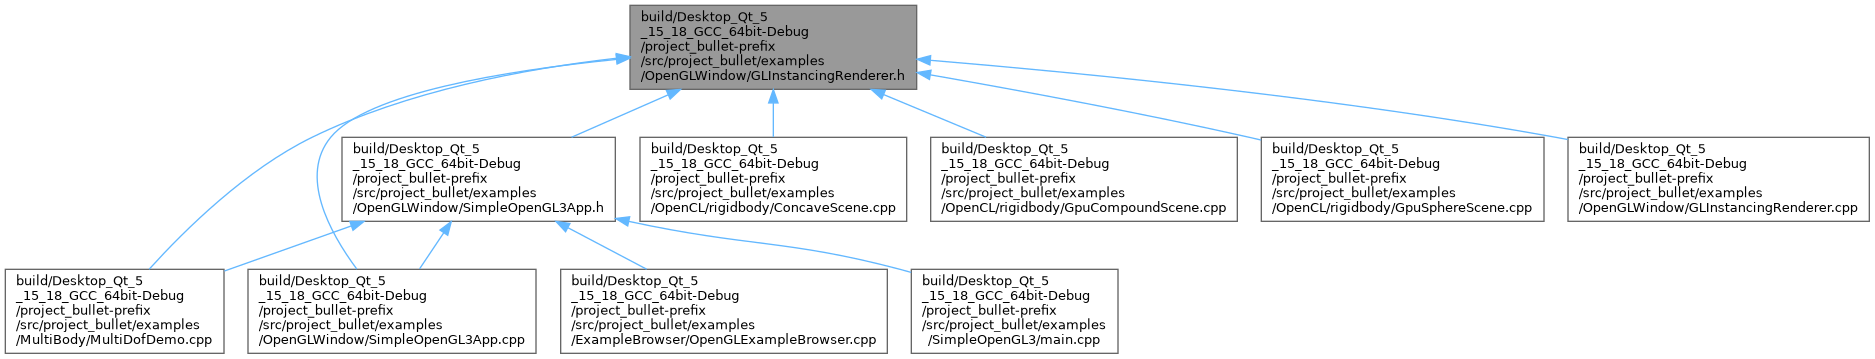 build/Desktop_Qt_5
_15_18_GCC_64bit-Debug
/project_bullet-prefix
/src/project_bullet/examples
/OpenGLWindow/GLInstancingRenderer.h
build/Desktop_Qt_5
_15_18_GCC_64bit-Debug
/project_bullet-prefix
/src/project_bullet/examples
/OpenGLWindow/SimpleOpenGL3App.h
build/Desktop_Qt_5
_15_18_GCC_64bit-Debug
/project_bullet-prefix
/src/project_bullet/examples
/OpenCL/rigidbody/ConcaveScene.cpp
build/Desktop_Qt_5
_15_18_GCC_64bit-Debug
/project_bullet-prefix
/src/project_bullet/examples
/OpenCL/rigidbody/GpuCompoundScene.cpp
build/Desktop_Qt_5
_15_18_GCC_64bit-Debug
/project_bullet-prefix
/src/project_bullet/examples
/OpenCL/rigidbody/GpuSphereScene.cpp
build/Desktop_Qt_5
_15_18_GCC_64bit-Debug
/project_bullet-prefix
/src/project_bullet/examples
/OpenGLWindow/GLInstancingRenderer.cpp
build/Desktop_Qt_5
_15_18_GCC_64bit-Debug
/project_bullet-prefix
/src/project_bullet/examples
/MultiBody/MultiDofDemo.cpp
build/Desktop_Qt_5
_15_18_GCC_64bit-Debug
/project_bullet-prefix
/src/project_bullet/examples
/OpenGLWindow/SimpleOpenGL3App.cpp
build/Desktop_Qt_5
_15_18_GCC_64bit-Debug
/project_bullet-prefix
/src/project_bullet/examples
/ExampleBrowser/OpenGLExampleBrowser.cpp
build/Desktop_Qt_5
_15_18_GCC_64bit-Debug
/project_bullet-prefix
/src/project_bullet/examples
/SimpleOpenGL3/main.cpp